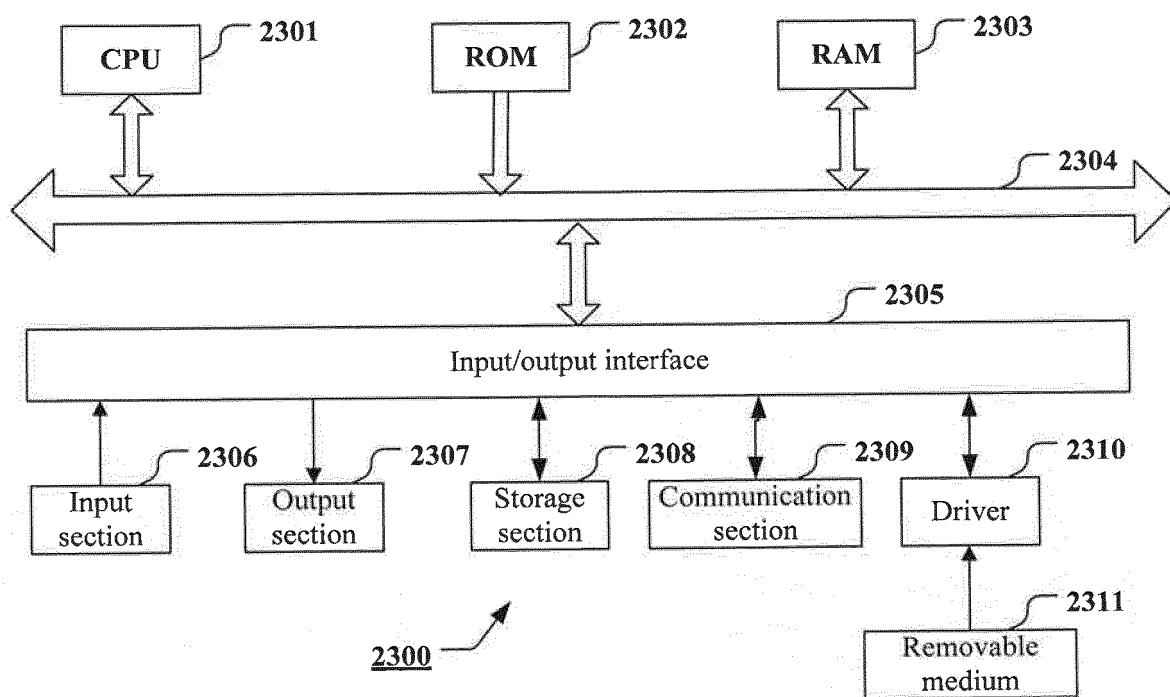 CPU
2301
ROM
2302
RAM
2303
2304
2305
Input/output interface
2306
2307
2308
2309
2310
Input
section
Output
section
Storage
section
Communication
section
Driver
2311
2300
Removable
medium